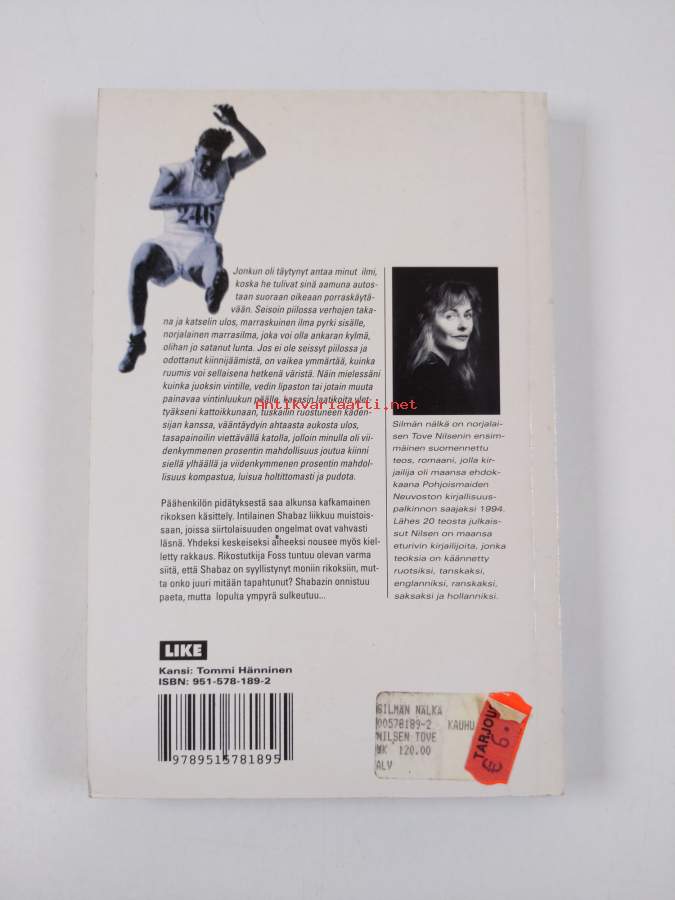 246
Jonkun oli täytynyt antaa minut ilmi,
koska he tulivat sinä aamuna autos-
taan suoraan oikeaan porraskäytä-
vään. Seisoin piilossa verhojen taka-
na ja katselin ulos, marraskuinen ilma pyrki sisälle,
norjalainen marrasilma, joka voi olla ankaran kylmä,
olihan jo satanut lunta. Jos ei ole seissyt piilossa ja
odottanut kiinnijäämistä, on vaikea ymmärtää, kuinka
ruumis voi sellaisena hetkenä väristä. Näin mielessäni
kuinka juoksin vintille, vedin lipaston tai jotain muuta
painavaa vintinluukun päälle, kasasin laatikoita ylet-
tyäkseni kattoikkunaan, tuskailin ruostuneen käden-
sijan kanssa, vääntäydyin ahtaasta aukosta ulos,
tasapainoilin viettävällä katolla, jolloin minulla oli vii-
denkymmenen prosentin mahdollisuus joutua kiinni
siellä ylhäällä ja viidenkymmenen prosentin mahdol-
lisuus kompastua, luisua holtittomasti ja pudota.
Päähenkilön pidätyksestä saa alkunsa kafkamainen
rikoksen käsittely. Intilainen Shabaz liikkuu muistois-
saan, joissa siirtolaisuuden ongelmat ovat vahvasti
läsnä. Yhdeksi keskeiseksi aiheeksi nousee myös kiel-
letty rakkaus. Rikostutkija Foss tuntuu olevan varma
siitä, että Shabaz on syyllistynyt moniin rikoksiin, mut-
ta onko juuri mitään tapahtunut? Shabazin onnistuu
paeta, mutta lopulta ympyrä sulkeutuu...
Silmän nälkä on norjalai-
sen Tove Nilsenin ensim-
mäinen suomennettu
teos, romaani, jolla kir-
jailija oli maansa ehdok-
kaana Pohjoismaiden
Neuvoston kirjallisuus-
palkinnon saajaksi 1994.
Lähes 20 teosta julkais-
sut Nilsen on maansa
eturivin kirjailijoita, jonka
teoksia on käännetty
ruotsiksi, tanskaksi,
englanniksi, ranskaksi,
saksaksi ja hollanniksi.
Antikvariaatti.net
LIKE
Kansi: Tommi Hänninen
ISBN: 951-578-189-2
9789515781895
SILMÄN NÄLKÄ
00578189-2 KAUHU
NILSEN TOVE
MK 120.00
ALV
TARJOUS
€ 6.-